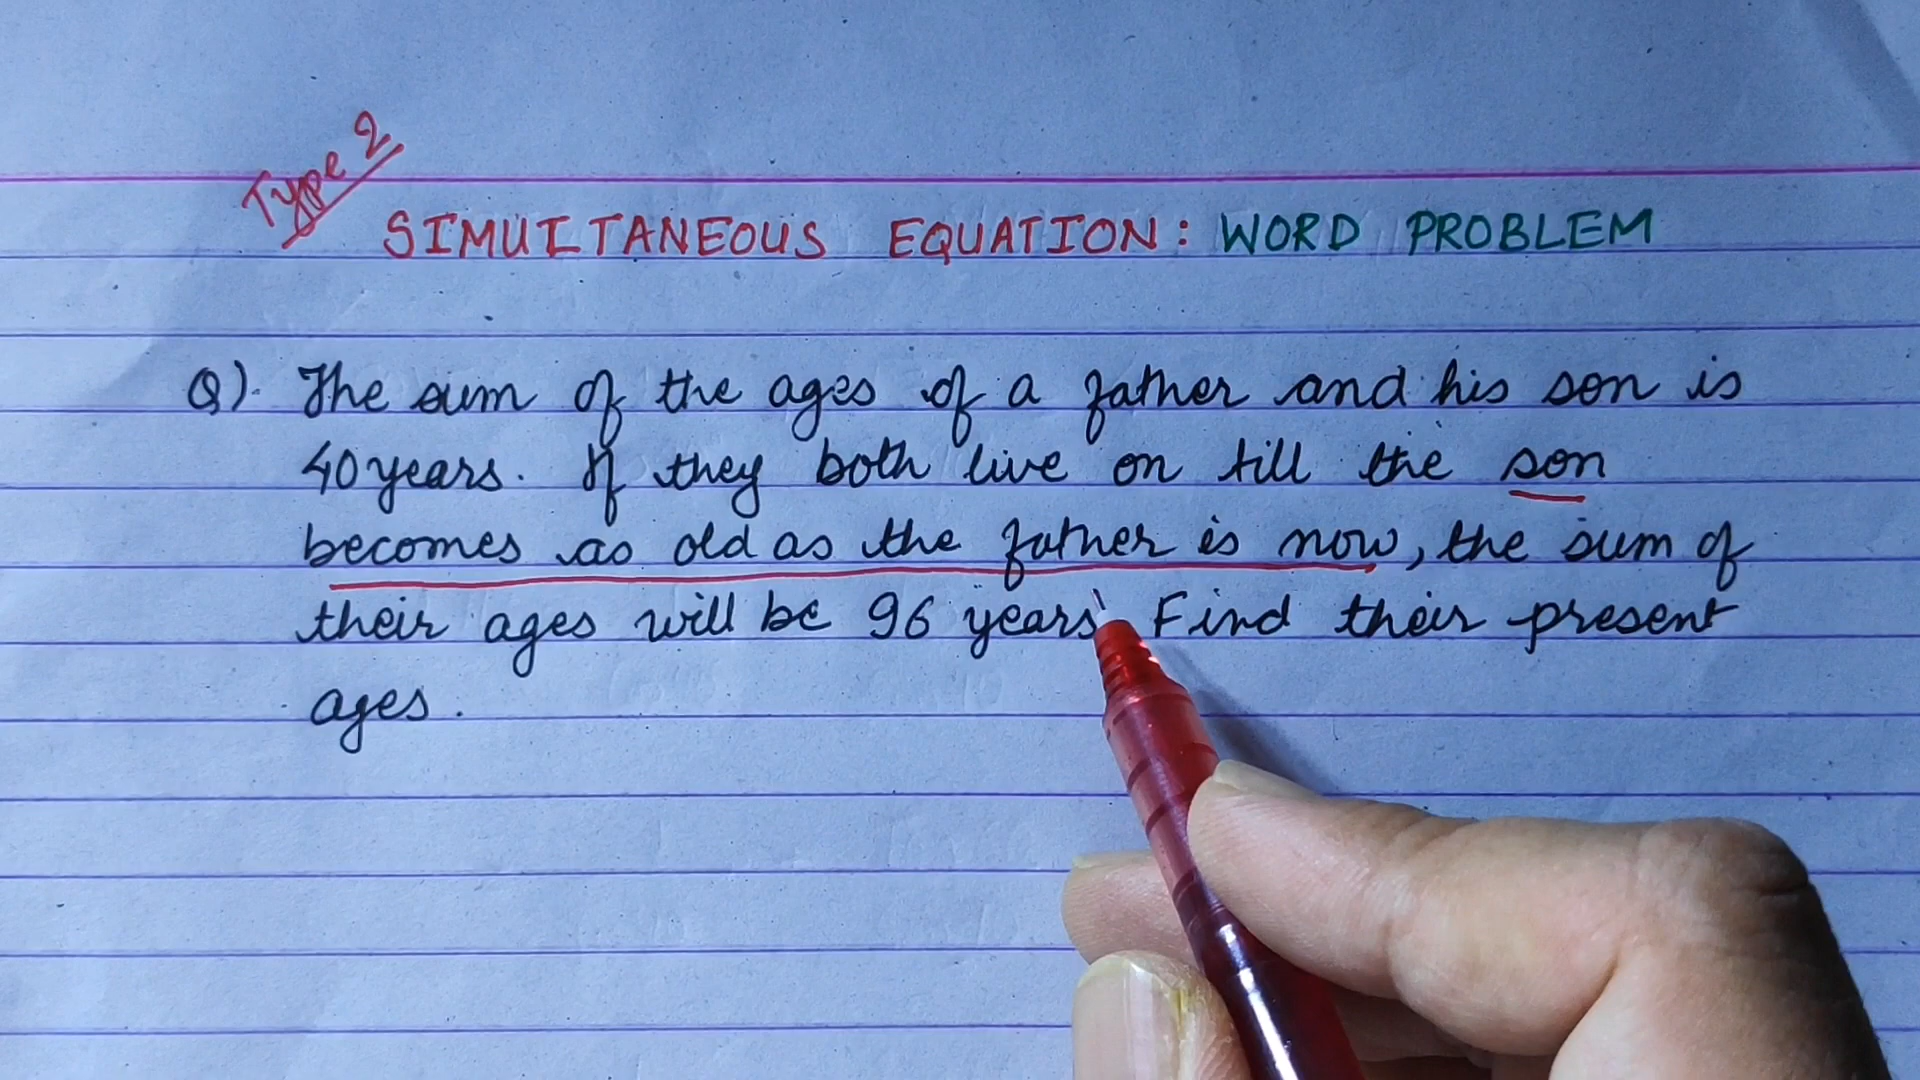 Type 2
SIMULTANEOUS EQUATION: WORD PROBLEM
Q). The sum of the ages of a father and his son is
40 years. If they both live on till the son
becomes as old as the father is now, the sum of
their ages will be 96 years. Find their present
ages.